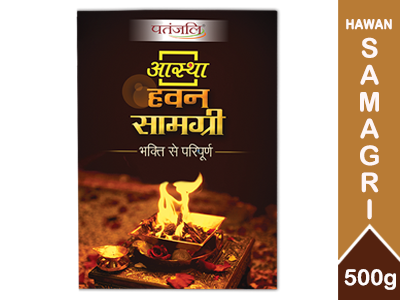 पतंजलि
आस्था
हवन
सामग्री
भक्ति से परिपूर्ण
HAWAN
SAMAGRI
500g